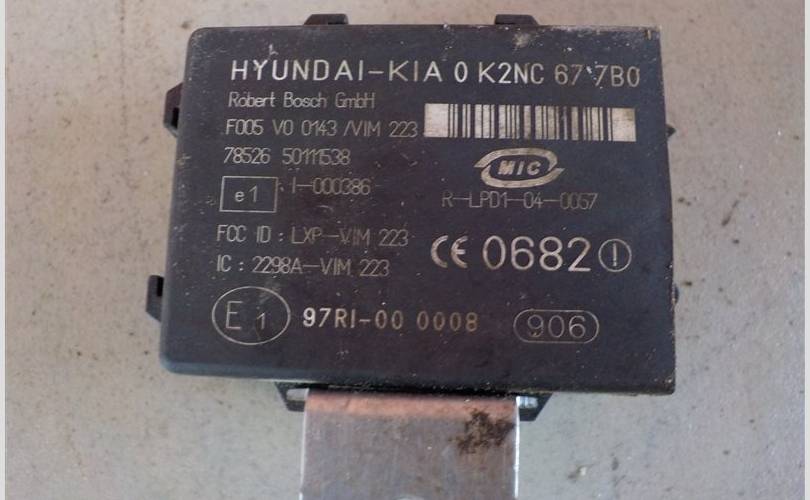 HYUNDAI-KIA 0 K2NC 67 7B0
Robert Bosch GmbH
F005 V0 0143 /VIM 223
78526 50111538
MIC
e1 I-000386
R-LPD1-04-0057
FCC ID : LXP-VIM 223
CE 0682 !
IC : 2298A-VIM 223
E1 97RI-00 0008 906